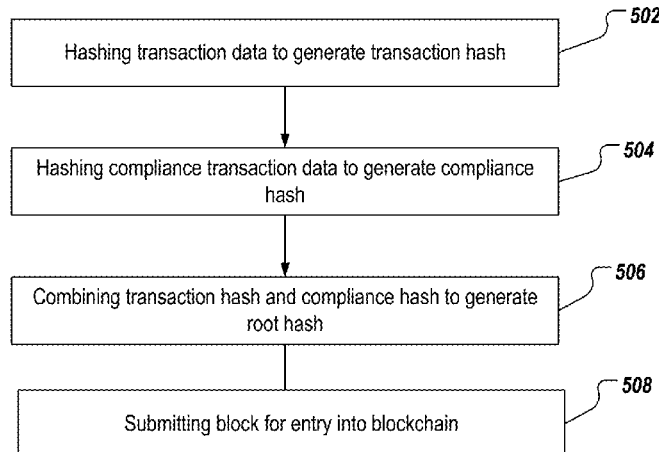 502
Hashing transaction data to generate transaction hash
504
Hashing compliance transaction data to generate compliance
hash
506
Combining transaction hash and compliance hash to generate
root hash
508
Submitting block for entry into blockchain